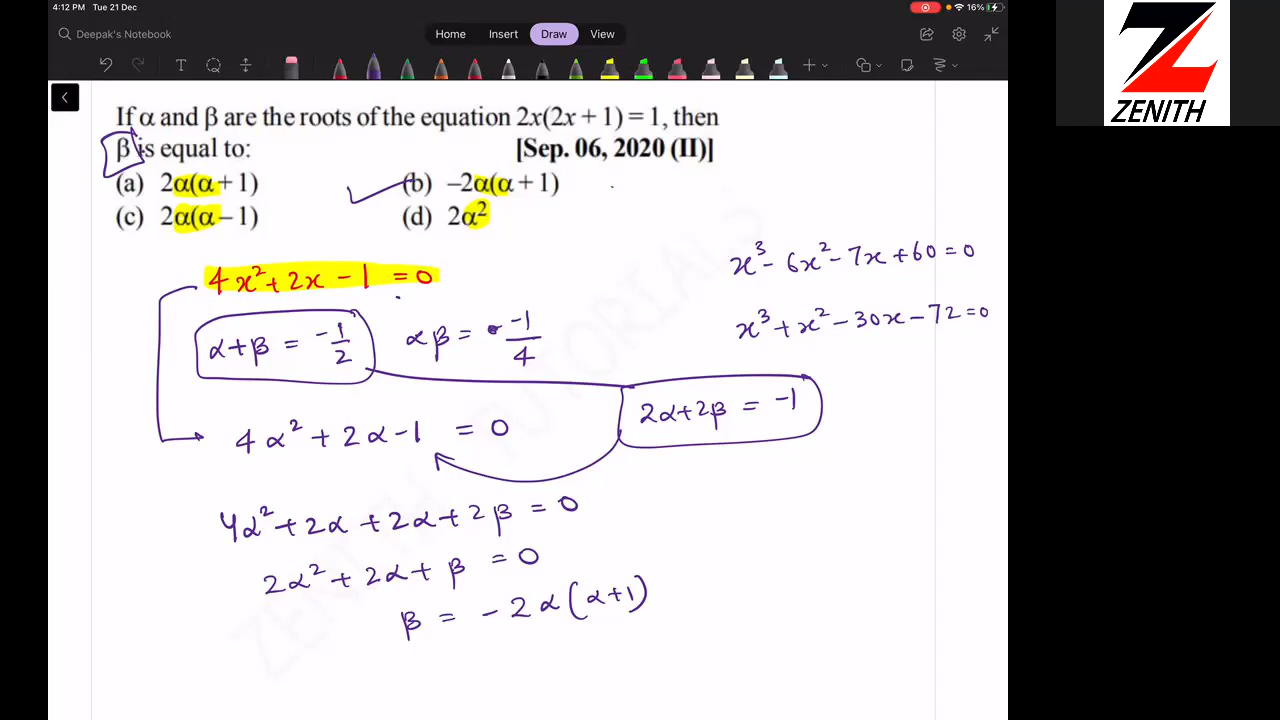 4:12 PM Tue 21 Dec
16%
Deepak's Notebook
Home Insert Draw View
If α and β are the roots of the equation 2x(2x + 1) = 1, then
β is equal to: [Sep. 06, 2020 (II)]
(a) 2α(α + 1) (b) –2α(α + 1)
(c) 2α(α – 1) (d) 2α²
4x² + 2x - 1 = 0
x³ - 6x² - 7x + 60 = 0
x³ + x² - 30x - 72 = 0
α + β = -1/2
αβ = -1/4
2α + 2β = -1
4α² + 2α - 1 = 0
4α² + 2α + 2α + 2β = 0
2α² + 2α + β = 0
β = -2α(α+1)
ZENITH TUTORIALS
ZENITH